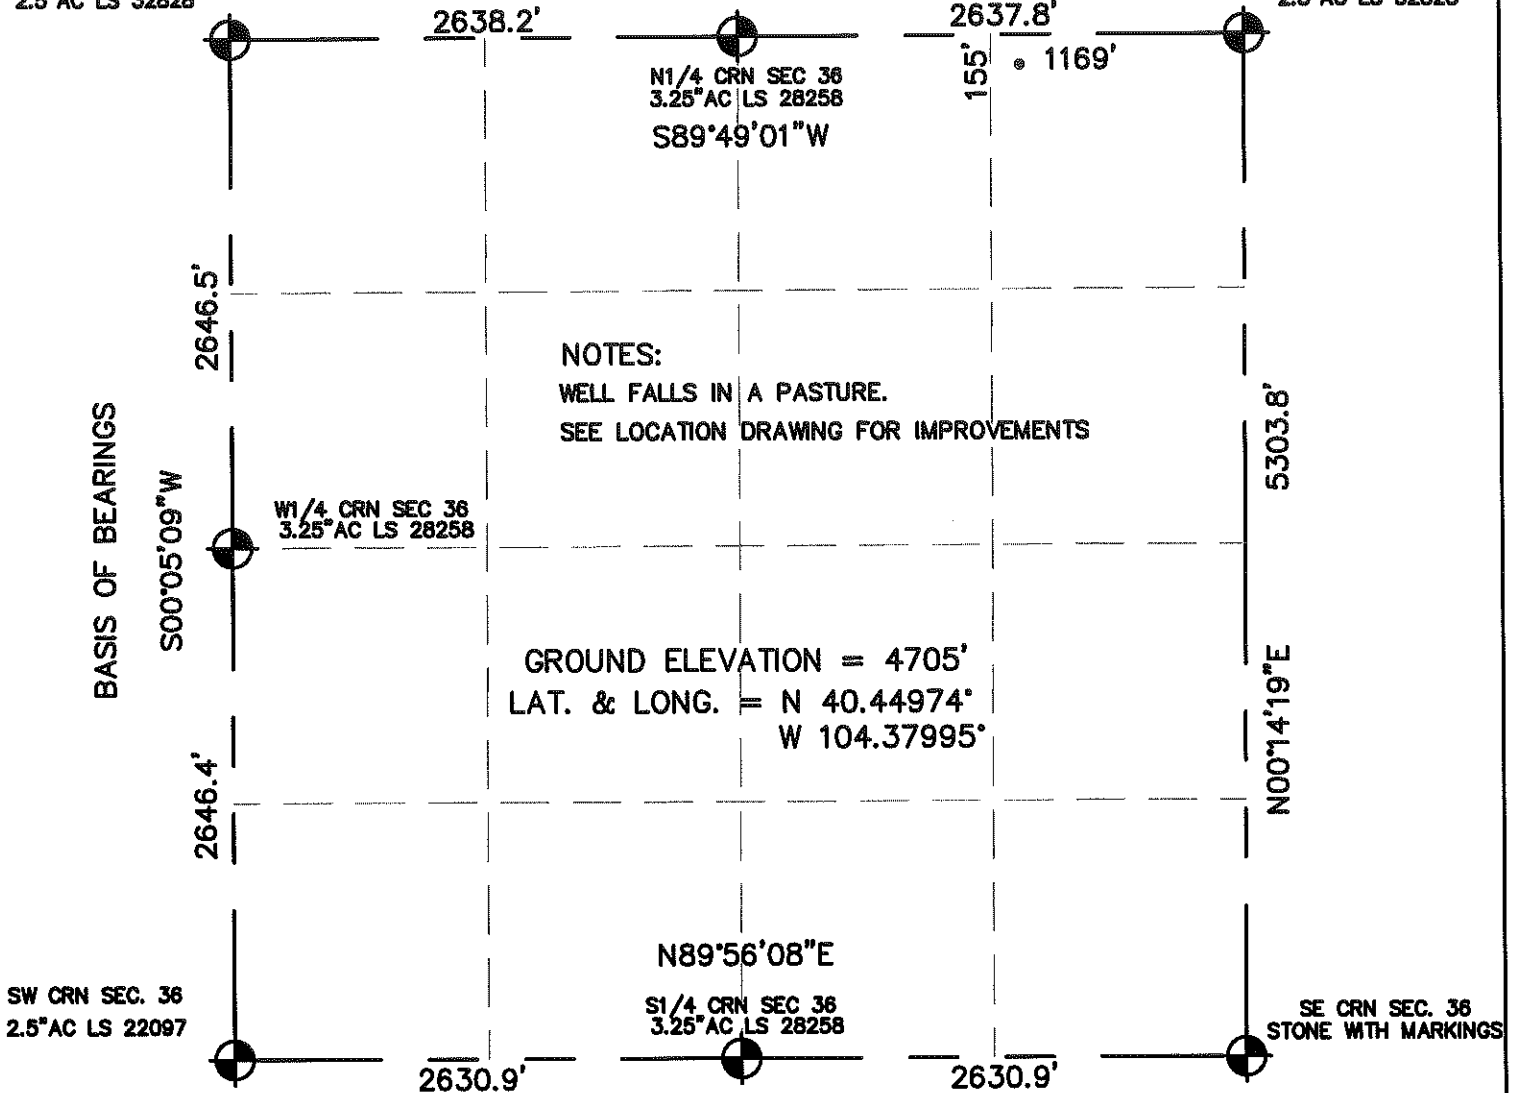 2.5"AC LS 32828
2638.2'
2637.8'
N1/4 CRN SEC 36
3.25"AC LS 28258
S89°49'01"W
155'
1169'
2646.5'
NOTES:
WELL FALLS IN A PASTURE.
SEE LOCATION DRAWING FOR IMPROVEMENTS
BASIS OF BEARINGS
S00°05'09"W
W1/4 CRN SEC 36
3.25"AC LS 28258
5303.8'
GROUND ELEVATION = 4705'
LAT. & LONG. = N 40.44974°
W 104.37995°
N00°14'19"E
2646.4'
N89°56'08"E
SW CRN SEC. 36
2.5"AC LS 22097
S1/4 CRN SEC 36
3.25"AC LS 28258
SE CRN SEC. 36
STONE WITH MARKINGS
2630.9'
2630.9'